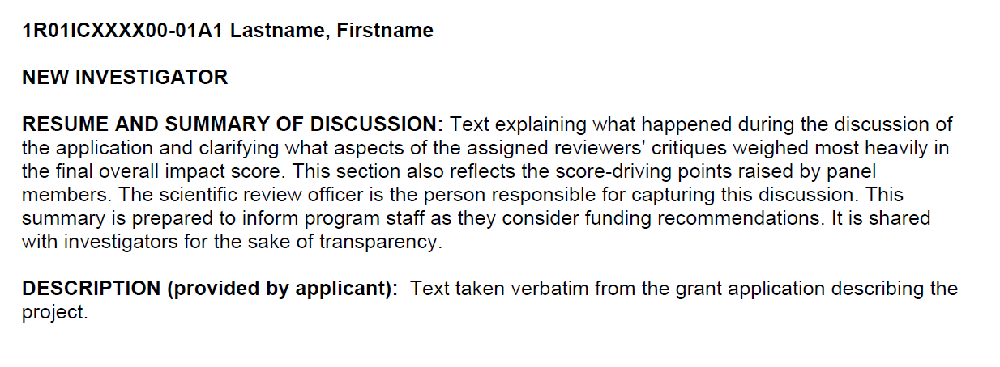 1R01ICXXXX00-01A1 Lastname, Firstname
NEW INVESTIGATOR
RESUME AND SUMMARY OF DISCUSSION: Text explaining what happened during the discussion of
the application and clarifying what aspects of the assigned reviewers' critiques weighed most heavily in
the final overall impact score. This section also reflects the score-driving points raised by panel
members. The scientific review officer is the person responsible for capturing this discussion. This
summary is prepared to inform program staff as they consider funding recommendations. It is shared
with investigators for the sake of transparency.
DESCRIPTION (provided by applicant):  Text taken verbatim from the grant application describing the
project.